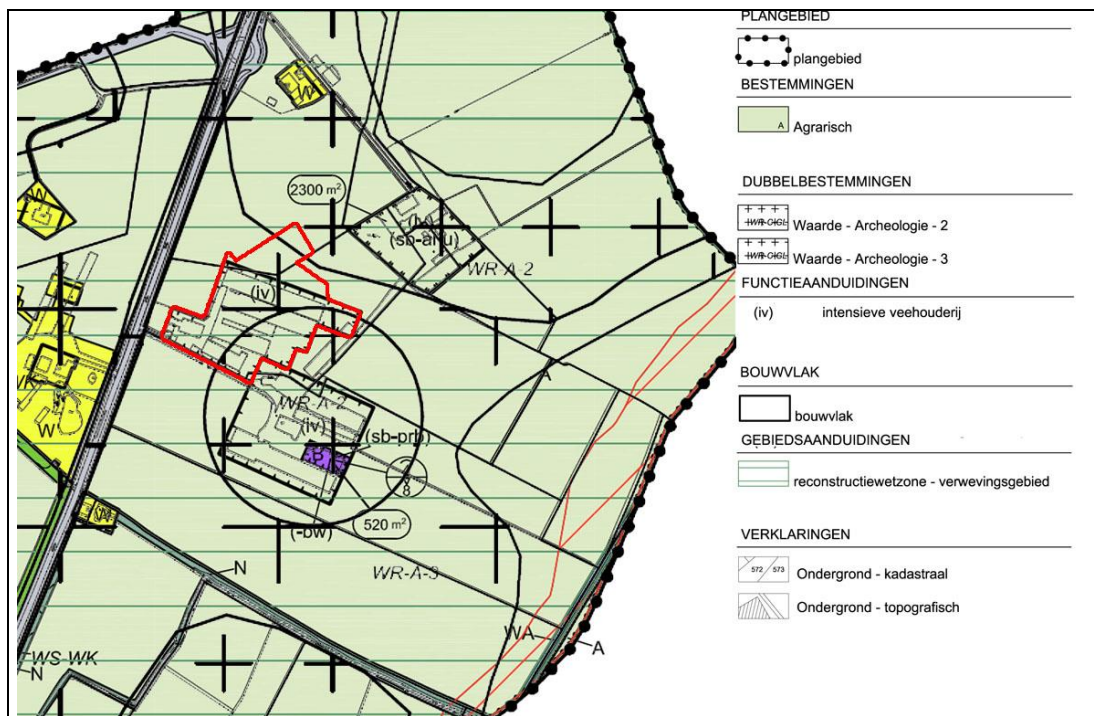 W
2300 m²
(sb-ahu)
WR-A-2
W
(iv)
A
WR-A-2
(iv)
(sb-prb)
W
B
8
520 m²
(-bw)
W
N
WR-A-3
WA
A
WS-WK
N
PLANGEBIED
plangebied
BESTEMMINGEN
A
Agrarisch
DUBBELBESTEMMINGEN
Waarde - Archeologie - 2
Waarde - Archeologie - 3
FUNCTIEAANDUIDINGEN
(iv) intensieve veehouderij
BOUWVLAK
bouwvlak
GEBIEDSAANDUIDINGEN
reconstructiewetzone - verwevingsgebied
VERKLARINGEN
572 573 Ondergrond - kadastraal
Ondergrond - topografisch